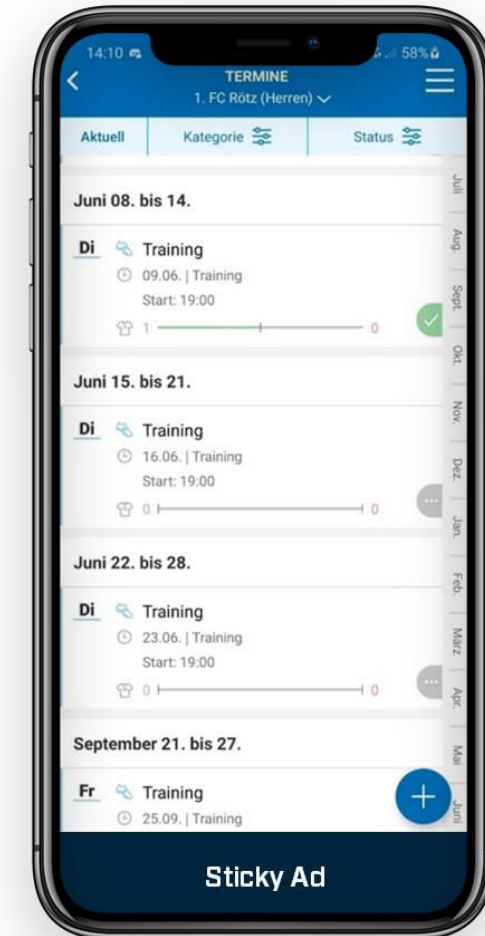 14:10 58%
TERMINE
1. FC Rötz (Herren)
Aktuell Kategorie Status
Juni 08. bis 14.
Di Training
09.06. | Training
Start: 19:00
1 0
Juni 15. bis 21.
Di Training
16.06. | Training
Start: 19:00
0 0
Juni 22. bis 28.
Di Training
23.06. | Training
Start: 19:00
0 0
September 21. bis 27.
Fr Training
25.09. | Training
Juli
Aug.
Sept.
Okt.
Nov.
Dez.
Jan.
Feb.
März
Apr.
Mai
Juni
Sticky Ad